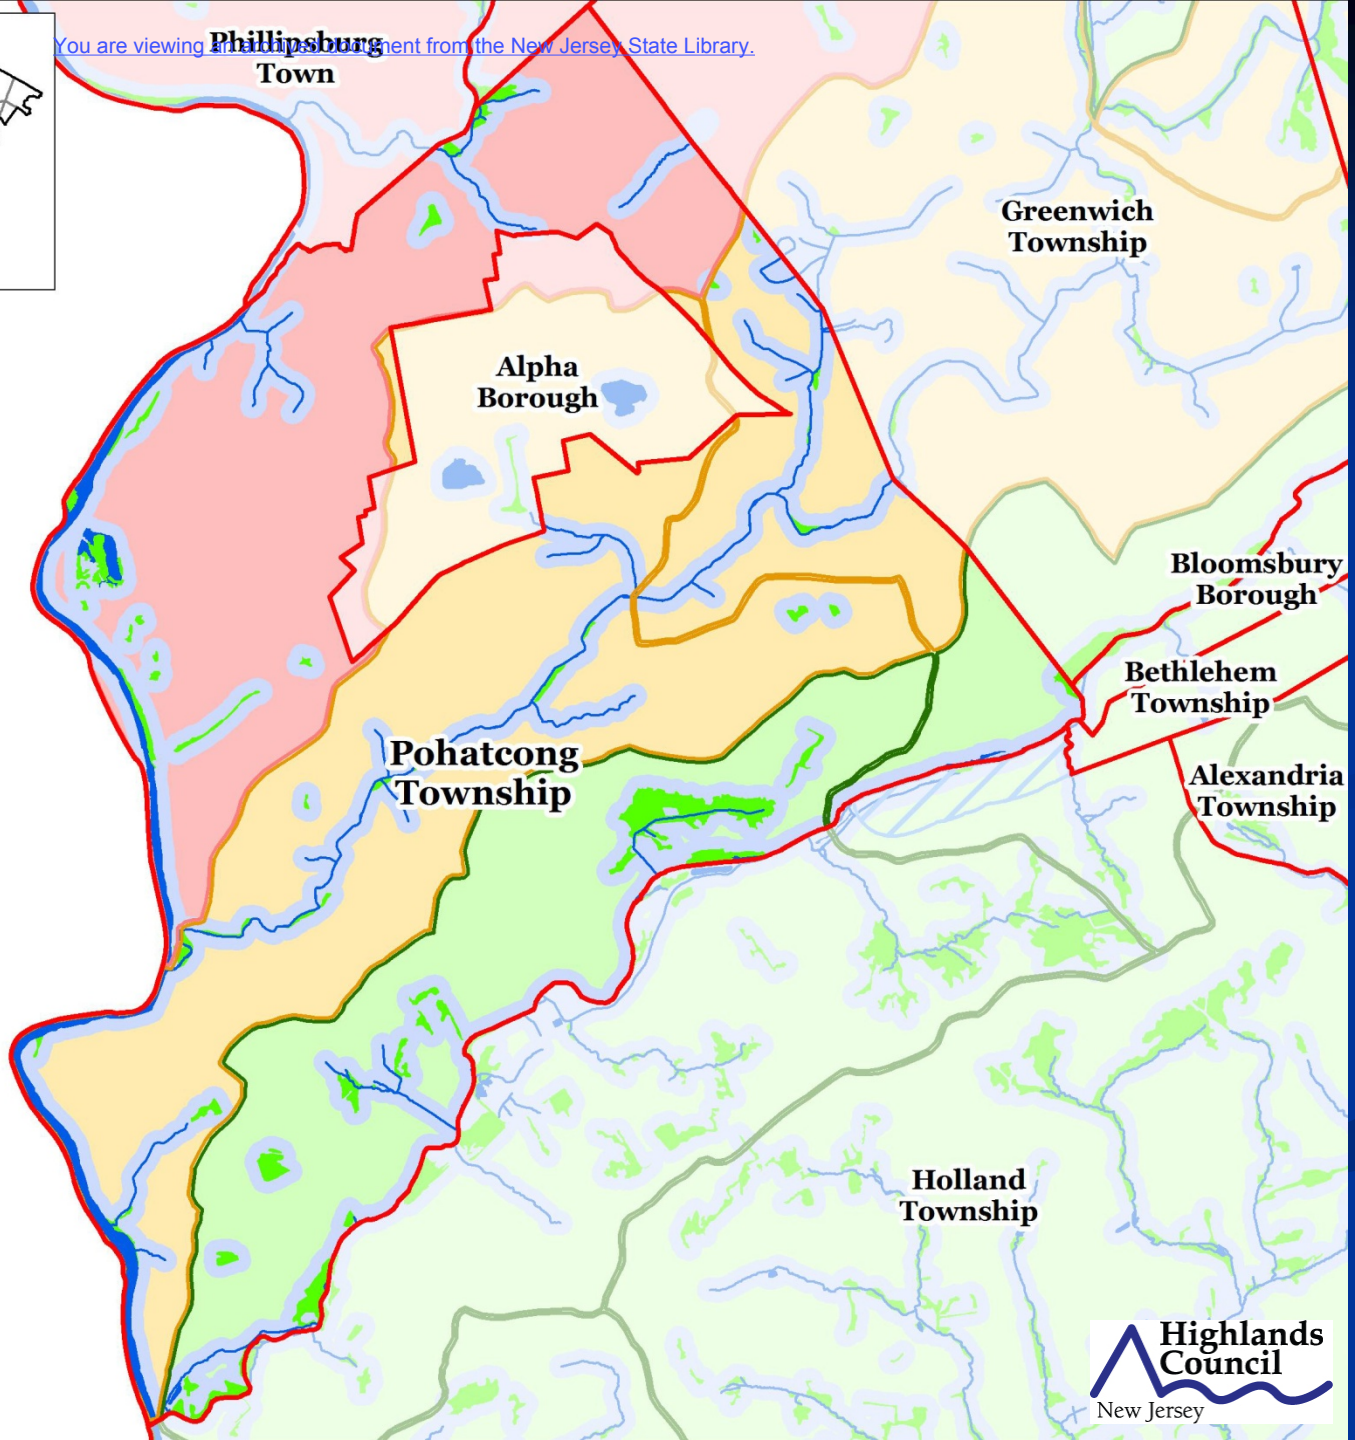 You are viewing an archived document from the New Jersey State Library.
Phillipsburg
Town
Greenwich
Township
Alpha
Borough
Bloomsbury
Borough
Bethlehem
Township
Pohatcong
Township
Alexandria
Township
Holland
Township
Highlands
Council
New Jersey